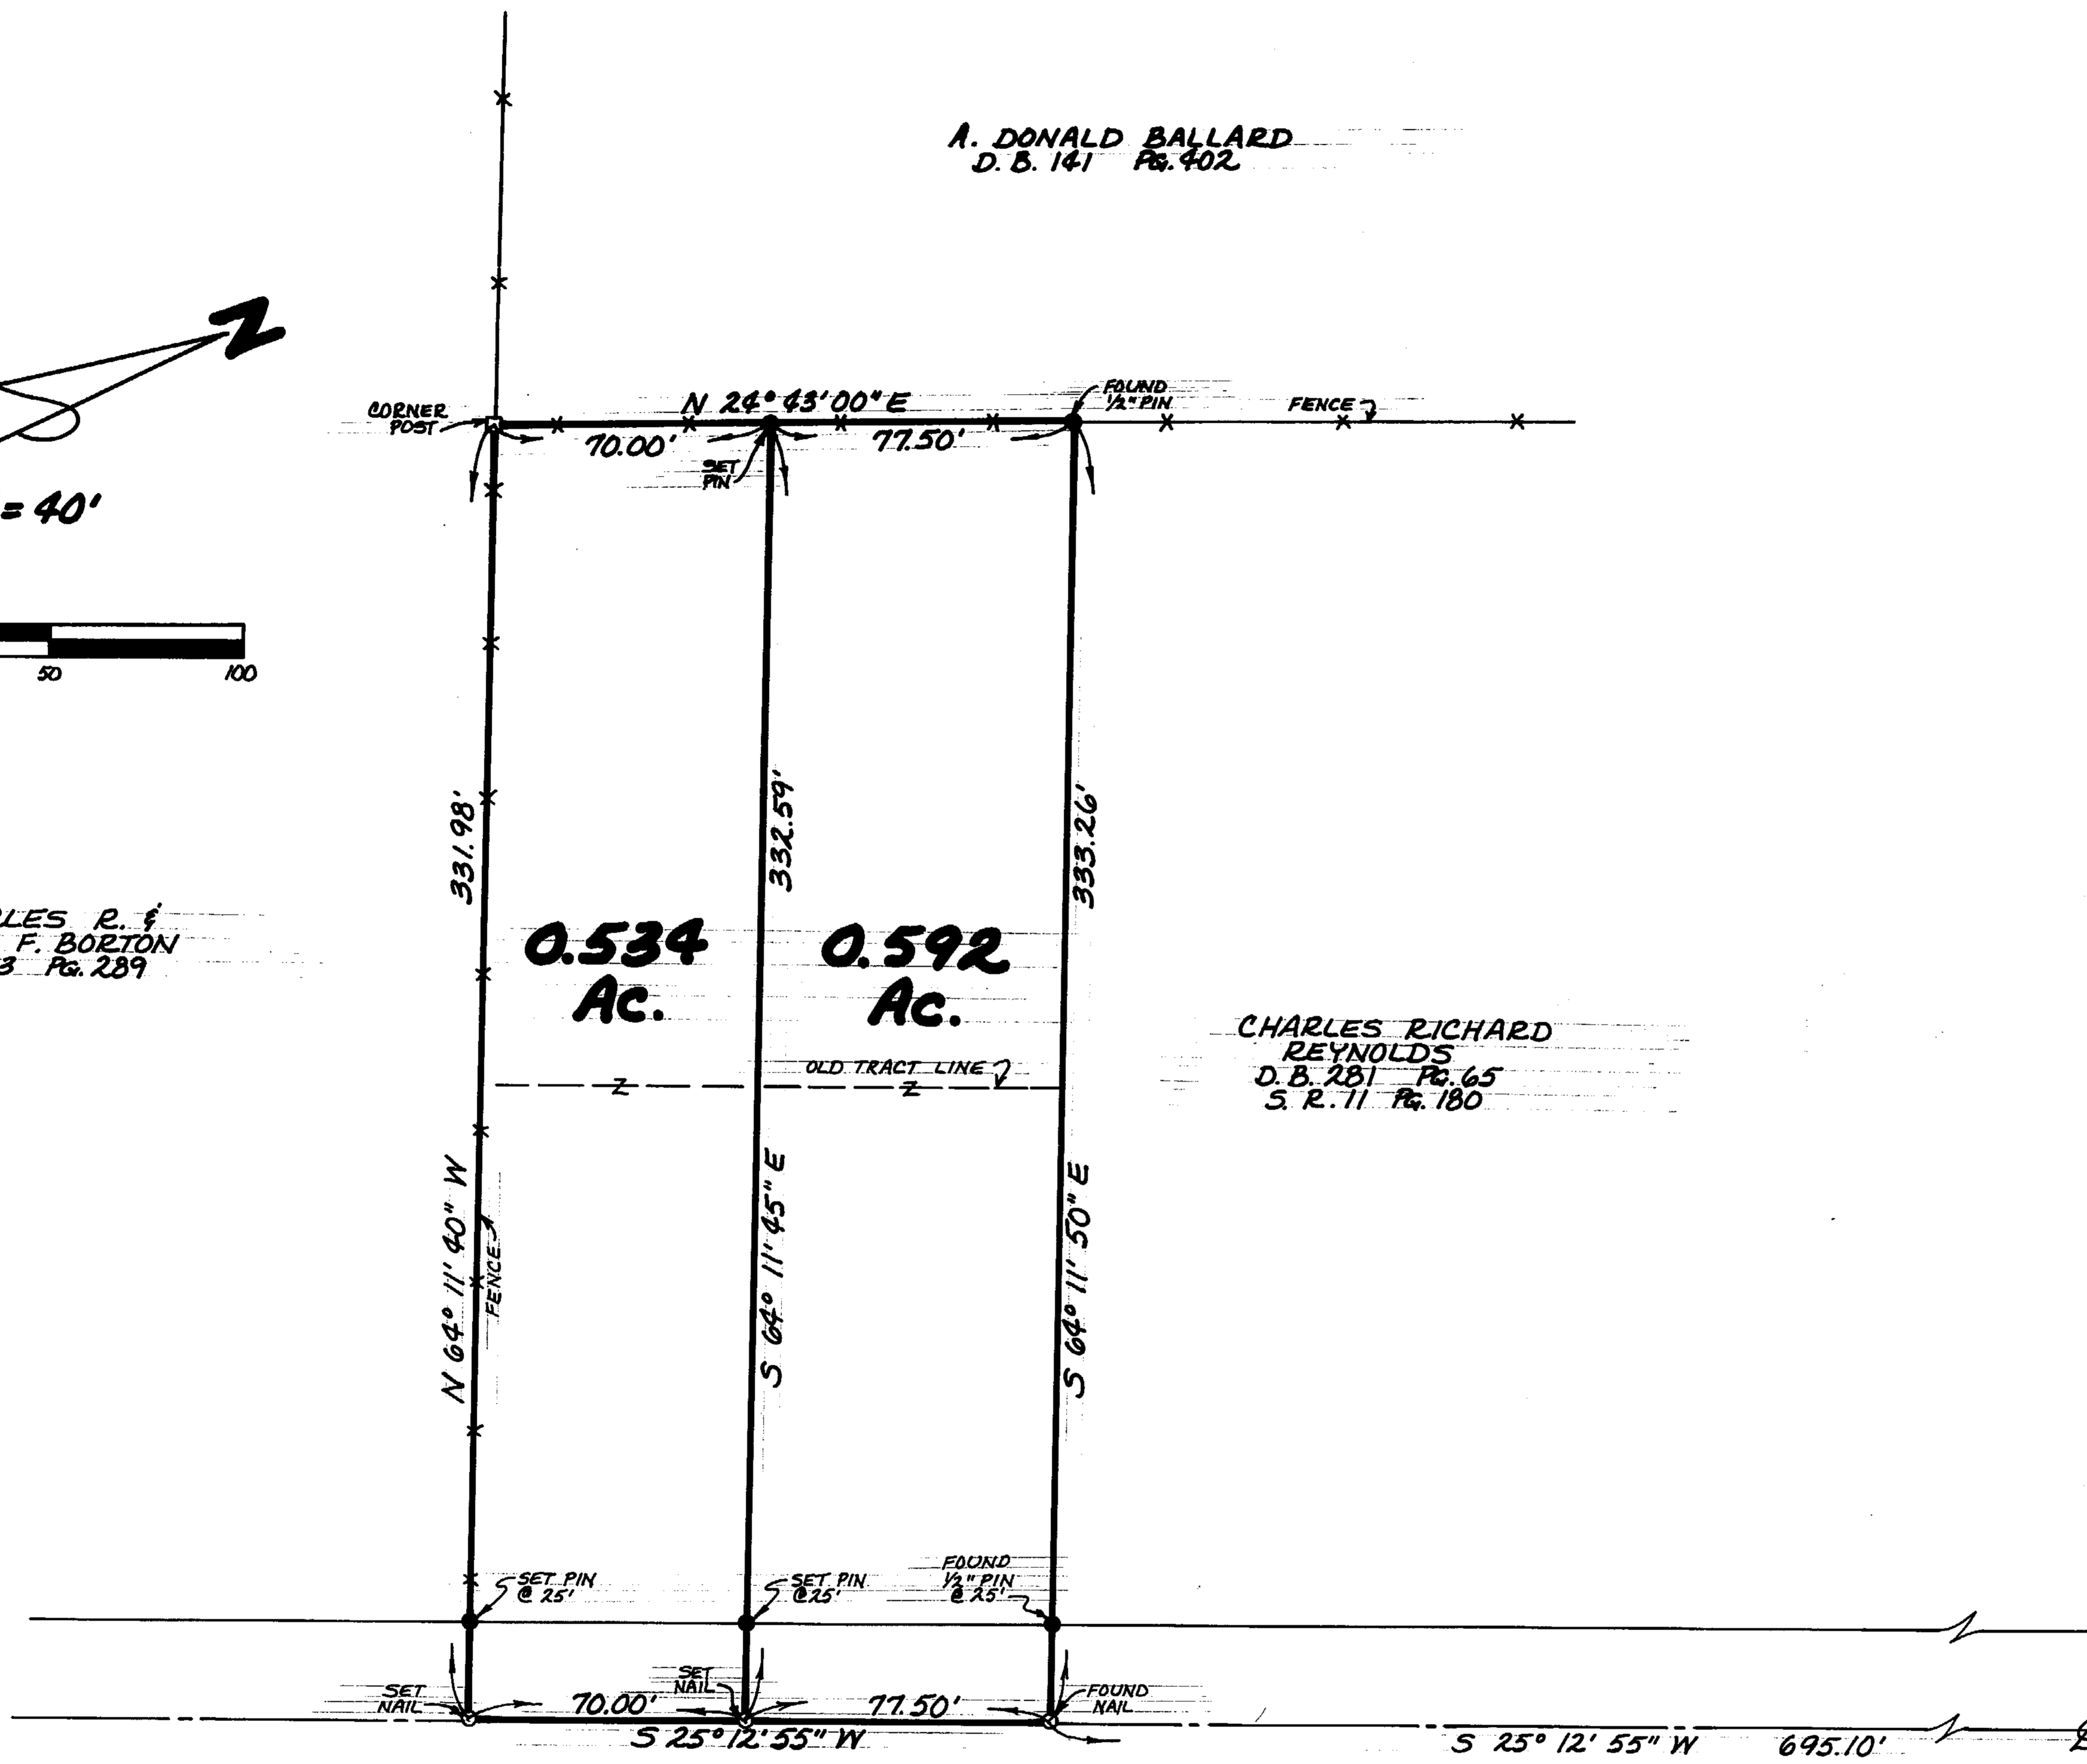 A. DONALD BALLARD
D. B. 141 PG. 402
N
= 40'
50 100
CORNER
POST
N 24° 43' 00" E
70.00'
77.50'
SET
PIN
FOUND
1/2" PIN
FENCE
331.98'
332.59'
333.26'
LES R. &
F. BORTON
3 PG. 289
0.534
AC.
0.592
AC.
OLD TRACT LINE
Z Z
CHARLES RICHARD
REYNOLDS
D. B. 281 PG. 65
S. R. 11 PG. 180
N 64° 11' 40" W
FENCE
S 64° 11' 45" E
S 64° 11' 50" E
SET PIN
@ 25'
SET PIN
@ 25'
FOUND
1/2" PIN
@ 25'
SET
NAIL
70.00'
SET
NAIL
77.50'
FOUND
NAIL
S 25° 12' 55" W
S 25° 12' 55" W 695.10'